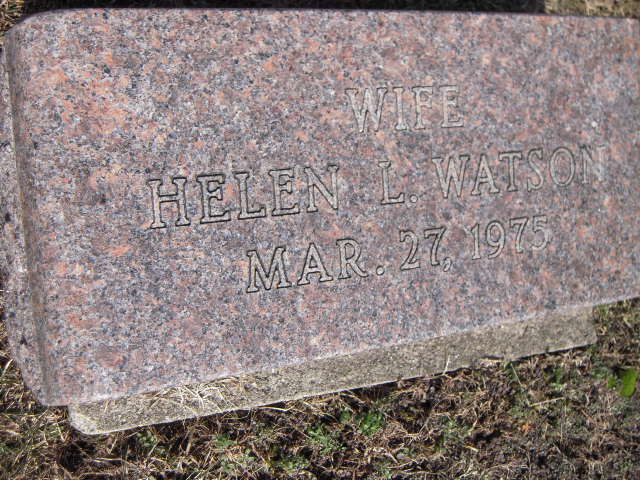 WIFE
HELEN L. WATSON
MAR. 27, 1975